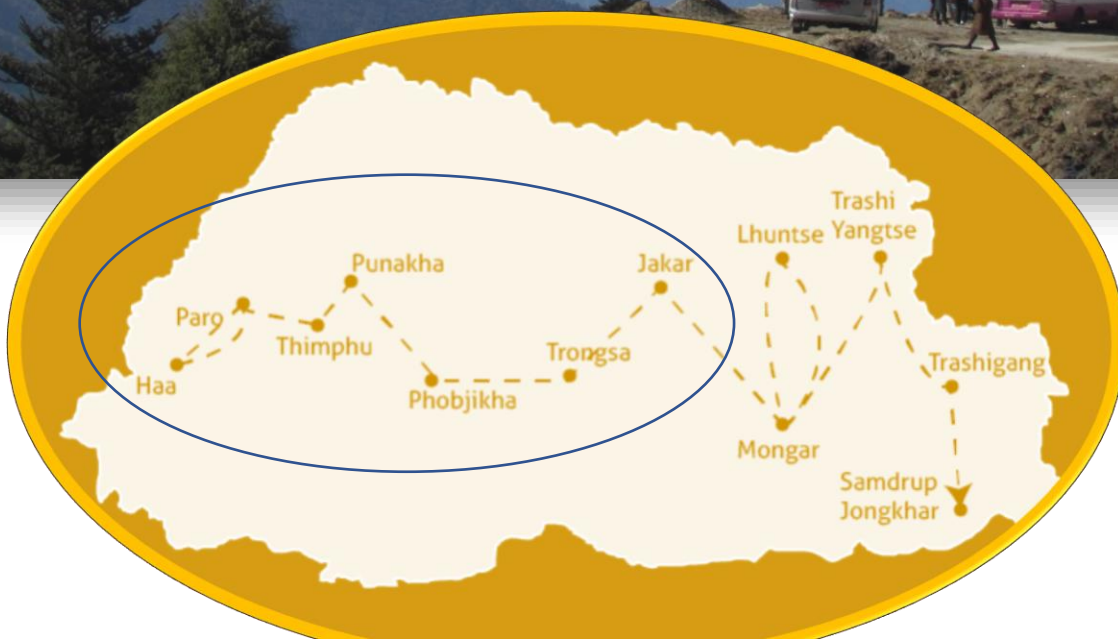 Trashi
Yangtse
Lhuntse
Punakha
Jakar
Paro
Thimphu
Trongsa
Haa
Phobjikha
Trashigang
Mongar
Samdrup
Jongkhar